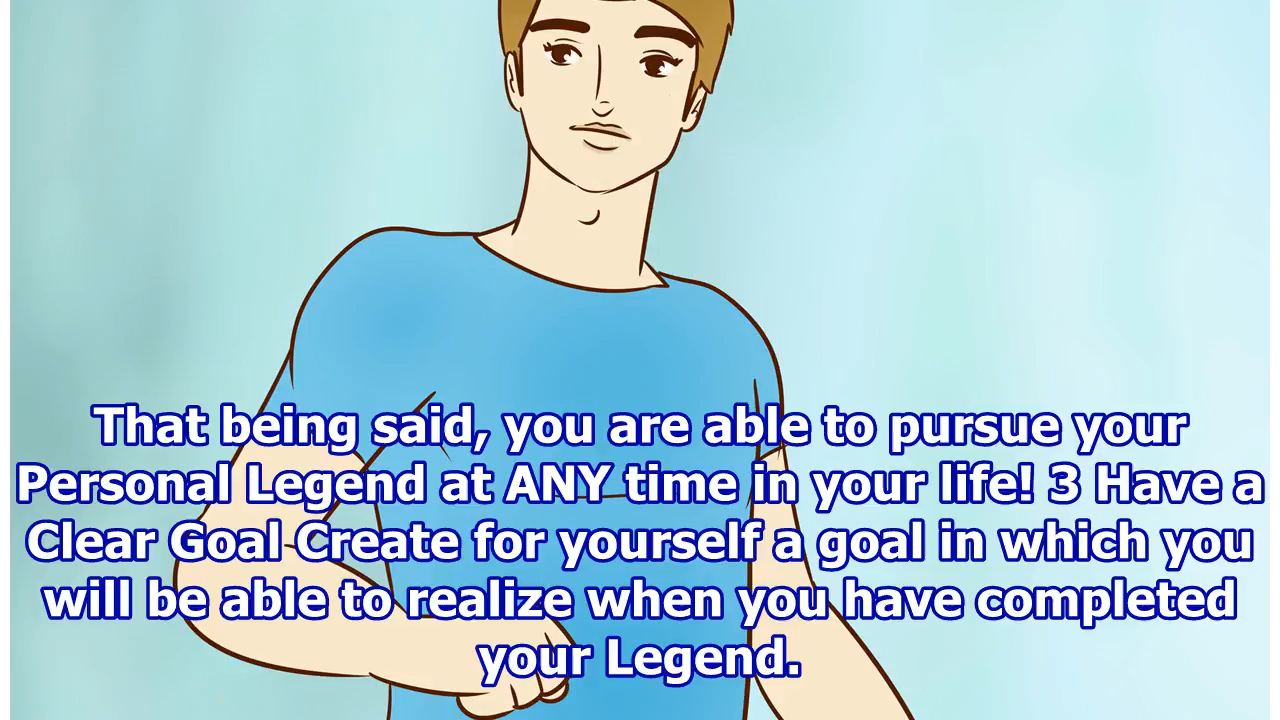 That being said, you are able to pursue your
Personal Legend at ANY time in your life! 3 Have a
Clear Goal Create for yourself a goal in which you
will be able to realize when you have completed
your Legend.